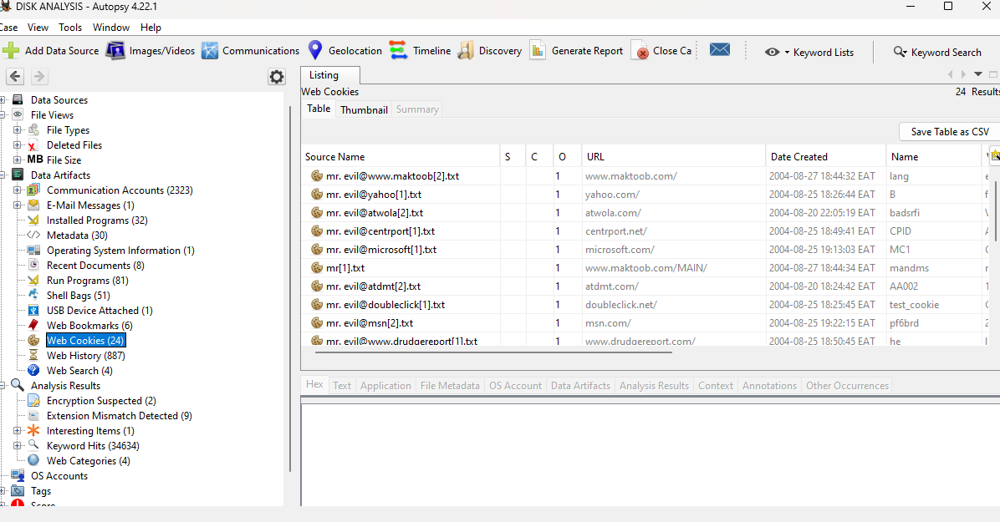 DISK ANALYSIS - Autopsy 4.22.1
Case View Tools Window Help
Add Data Source Images/Videos Communications Geolocation Timeline Discovery Generate Report Close Ca Keyword Lists Keyword Search
Data Sources
File Views
File Types
Deleted Files
MB File Size
Data Artifacts
Communication Accounts (2323)
E-Mail Messages (1)
Installed Programs (32)
Metadata (30)
Operating System Information (1)
Recent Documents (8)
Run Programs (81)
Shell Bags (51)
USB Device Attached (1)
Web Bookmarks (6)
Web Cookies (24)
Web History (887)
Web Search (4)
Analysis Results
Encryption Suspected (2)
Extension Mismatch Detected (9)
Interesting Items (1)
Keyword Hits (34634)
Web Categories (4)
OS Accounts
Tags
Score
Listing
Web Cookies 24 Results
Table Thumbnail Summary
Save Table as CSV
Source Name S C O URL Date Created Name
mr. evil@www.maktoob[2].txt 1 www.maktoob.com/ 2004-08-27 18:44:32 EAT lang e
mr. evil@yahoo[1].txt 1 yahoo.com/ 2004-08-25 18:26:44 EAT B f
mr. evil@atwola[2].txt 1 atwola.com/ 2004-08-20 22:05:19 EAT badsrfi
mr. evil@centrport[1].txt 1 centrport.net/ 2004-08-25 18:49:41 EAT CPID
mr. evil@microsoft[1].txt 1 microsoft.com/ 2004-08-25 19:13:03 EAT MC1
mr[1].txt 1 www.maktoob.com/MAIN/ 2004-08-27 18:44:34 EAT mandms
mr. evil@atdmt[2].txt 1 atdmt.com/ 2004-08-20 18:24:42 EAT AA002 1
mr. evil@doubleclick[1].txt 1 doubleclick.net/ 2004-08-25 18:25:45 EAT test_cookie
mr. evil@msn[2].txt 1 msn.com/ 2004-08-25 19:22:15 EAT pf6brd 2
mr. evil@www.drudgereport[1].txt 1 www.drudgereport.com/ 2004-08-25 18:50:45 EAT he
Hex Text Application File Metadata OS Account Data Artifacts Analysis Results Context Annotations Other Occurrences